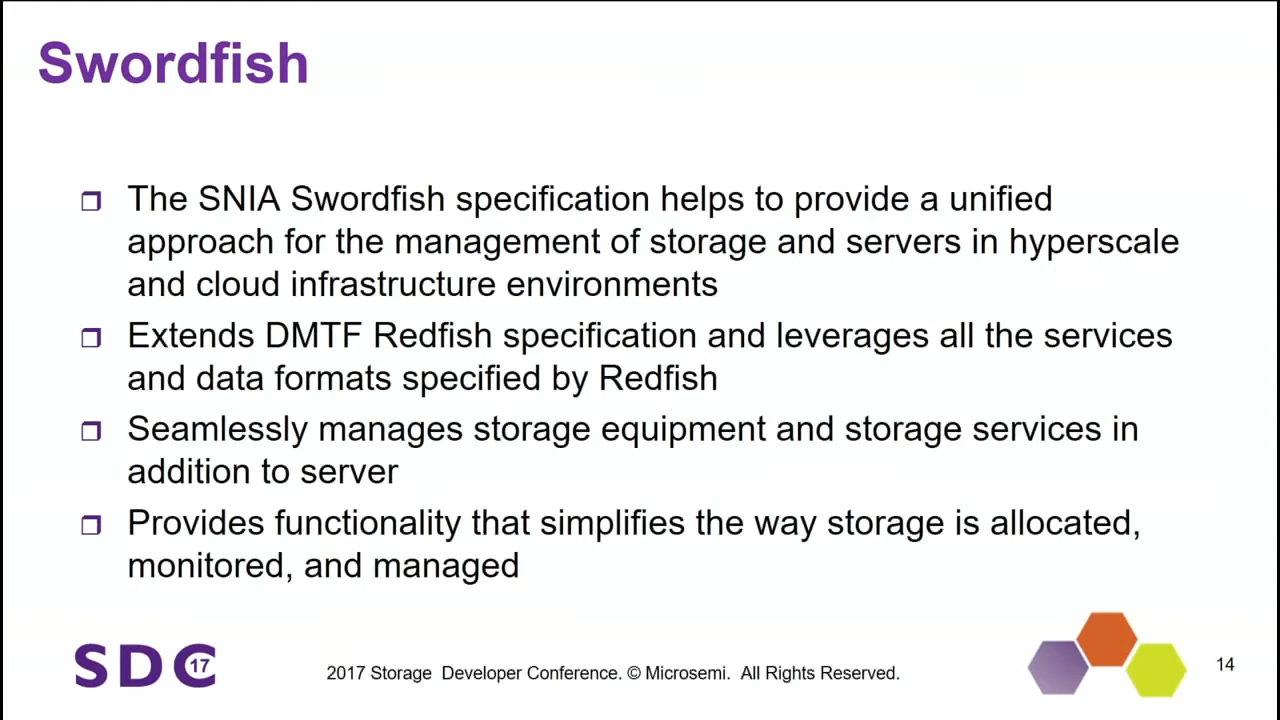 Swordfish
The SNIA Swordfish specification helps to provide a unified
approach for the management of storage and servers in hyperscale
and cloud infrastructure environments
Extends DMTF Redfish specification and leverages all the services
and data formats specified by Redfish
Seamlessly manages storage equipment and storage services in
addition to server
Provides functionality that simplifies the way storage is allocated,
monitored, and managed
SDC 17
2017 Storage Developer Conference. © Microsemi. All Rights Reserved.
14